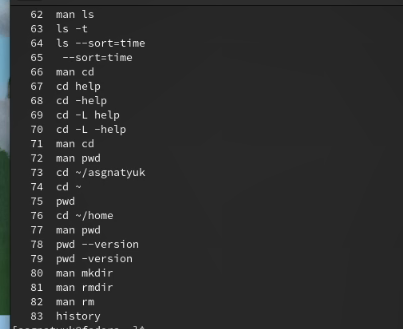 62 man ls
63 ls -t
64 ls --sort=time
65 --sort=time
66 man cd
67 cd help
68 cd -help
69 cd -L help
70 cd -L -help
71 man cd
72 man pwd
73 cd ~/asgnatyuk
74 cd ~
75 pwd
76 cd ~/home
77 man pwd
78 pwd --version
79 pwd -version
80 man mkdir
81 man rmdir
82 man rm
83 history